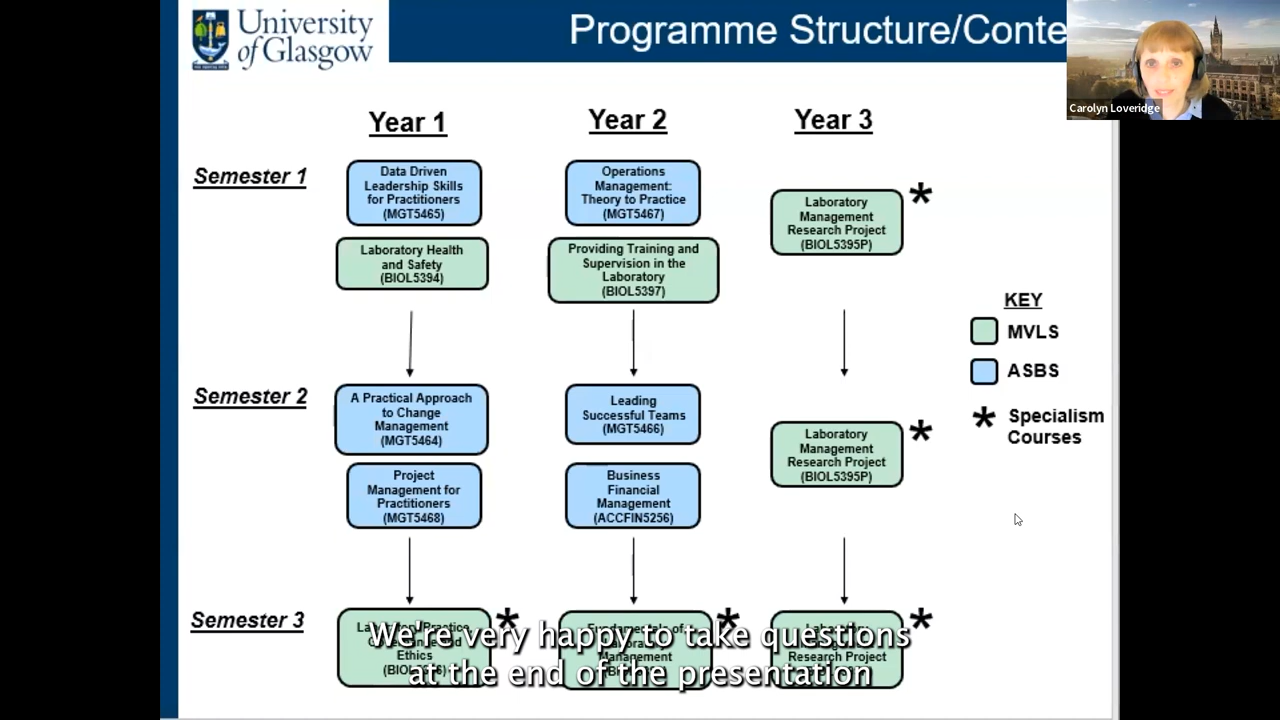 University
of Glasgow
Programme Structure/Conte
Carolyn Loveridge
Year 1
Year 2
Year 3
Semester 1
Data Driven
Leadership Skills
for Practitioners
(MGT5465)
Operations
Management:
Theory to Practice
(MGT5467)
Laboratory
Management
Research Project
(BIOL5395P)
*
Laboratory Health
and Safety
(BIOL5394)
Providing Training and
Supervision in the
Laboratory
(BIOL5397)
KEY
MVLS
ASBS
* Specialism
Courses
Semester 2
A Practical Approach
to Change
Management
(MGT5464)
Leading
Successful Teams
(MGT5466)
Laboratory
Management
Research Project
(BIOL5395P)
*
Project
Management for
Practitioners
(MGT5468)
Business
Financial
Management
(ACCFIN5256)
Semester 3
Ethics
*
*
Research Project
*
We're very happy to take questions
at the end of the presentation